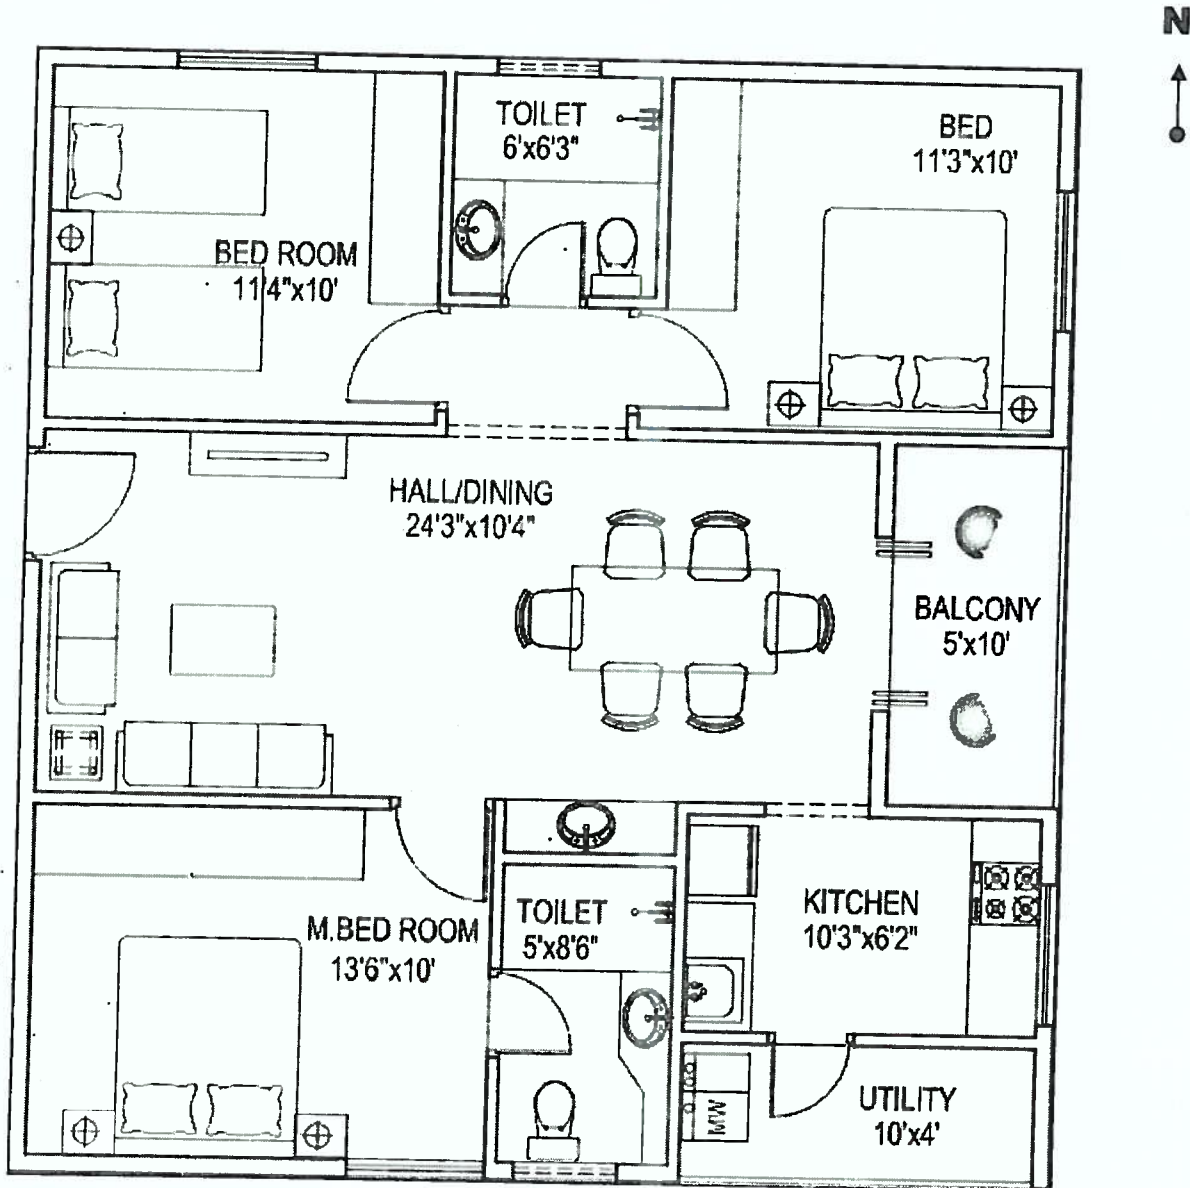 N
TOILET
6'x6'3"
BED
11'3"x10'
BED ROOM
11'4"x10'
HALL/DINING
24'3"x10'4"
BALCONY
5'x10'
M.BED ROOM
13'6"x10'
TOILET
5'x8'6"
KITCHEN
10'3"x6'2"
UTILITY
10'x4'
MW